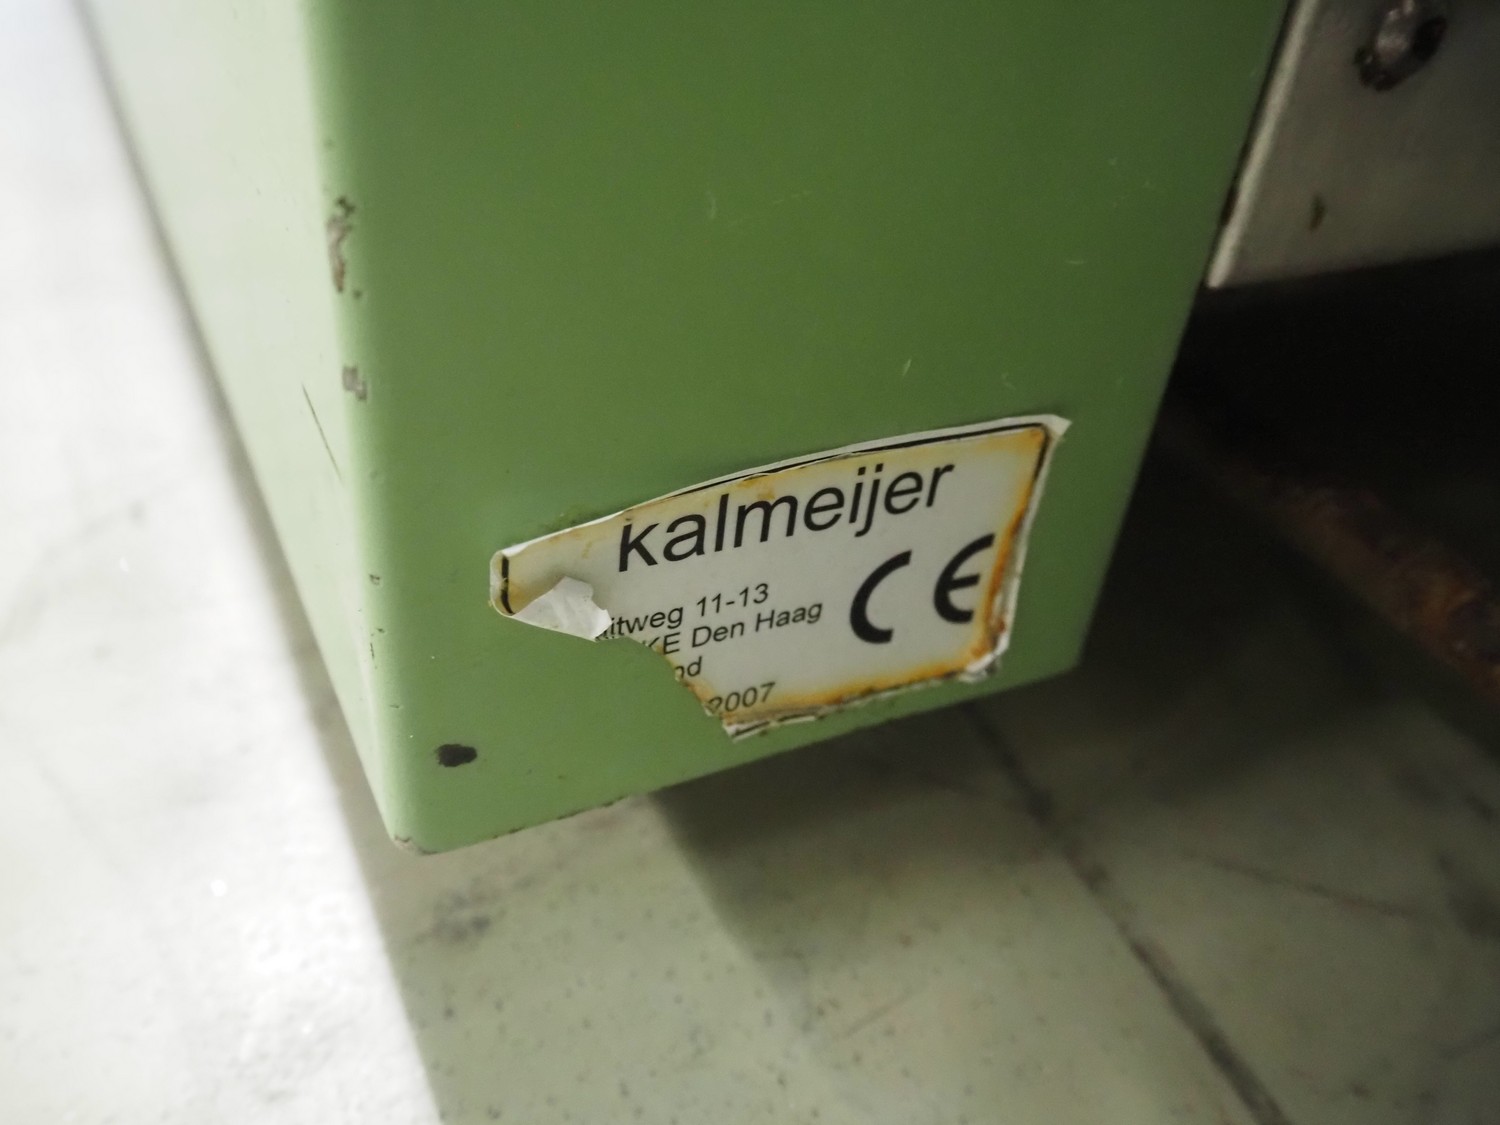 kalmeijer
itweg 11-13
KE Den Haag
nd
2007
CE